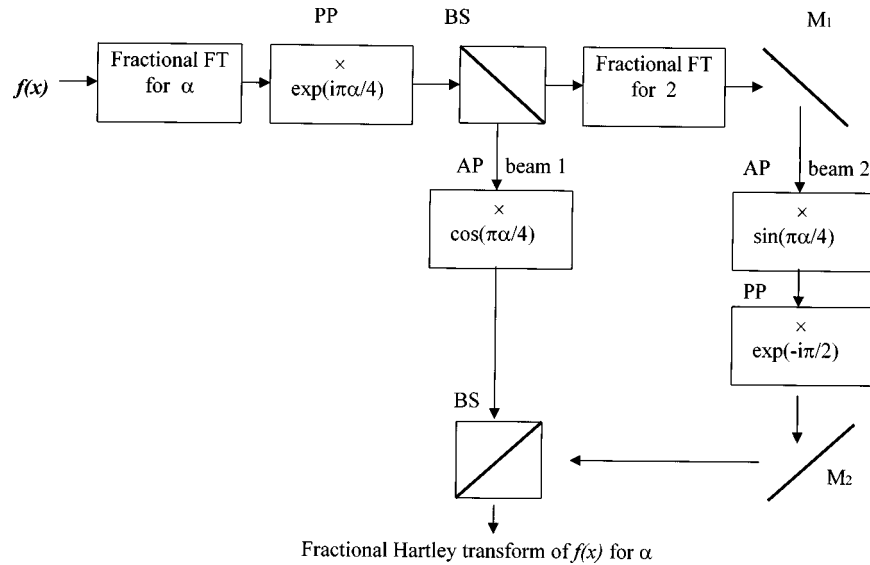 PP
BS
M1
f(x)
Fractional FT
for α
×
exp(iπα/4)
Fractional FT
for 2
AP
beam 1
AP
beam 2
×
cos(πα/4)
×
sin(πα/4)
PP
×
exp(-iπ/2)
BS
M2
Fractional Hartley transform of f(x) for α